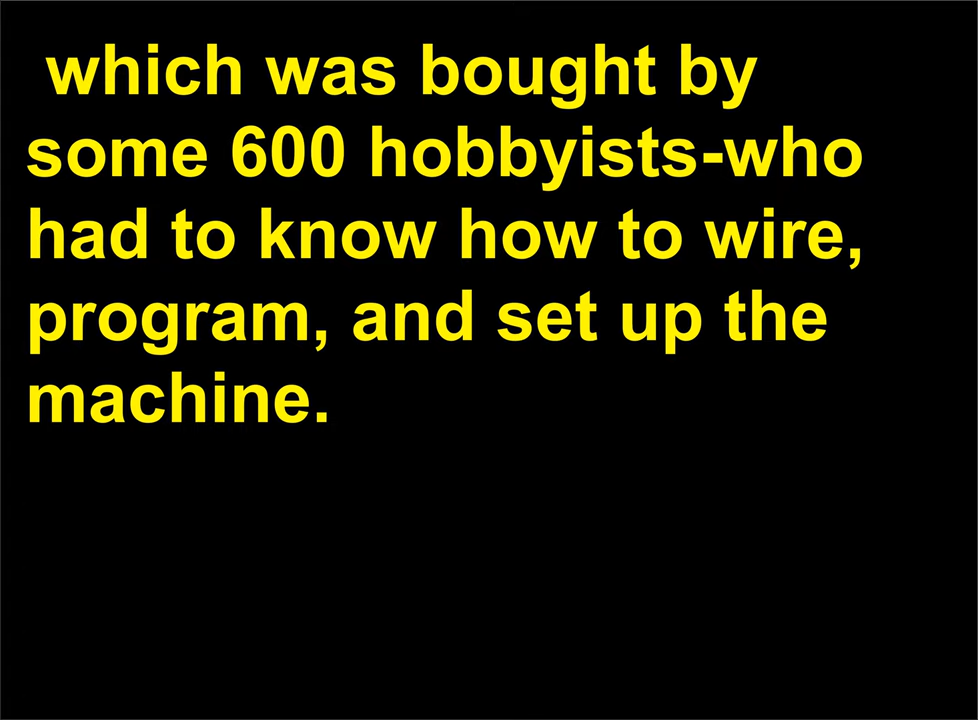 which was bought by
some 600 hobbyists-who
had to know how to wire,
program, and set up the
machine.